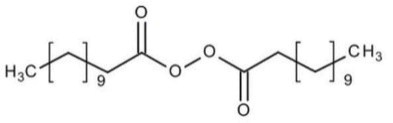 O
H₃C [ ]₉ O O [ ]₉ CH₃
O